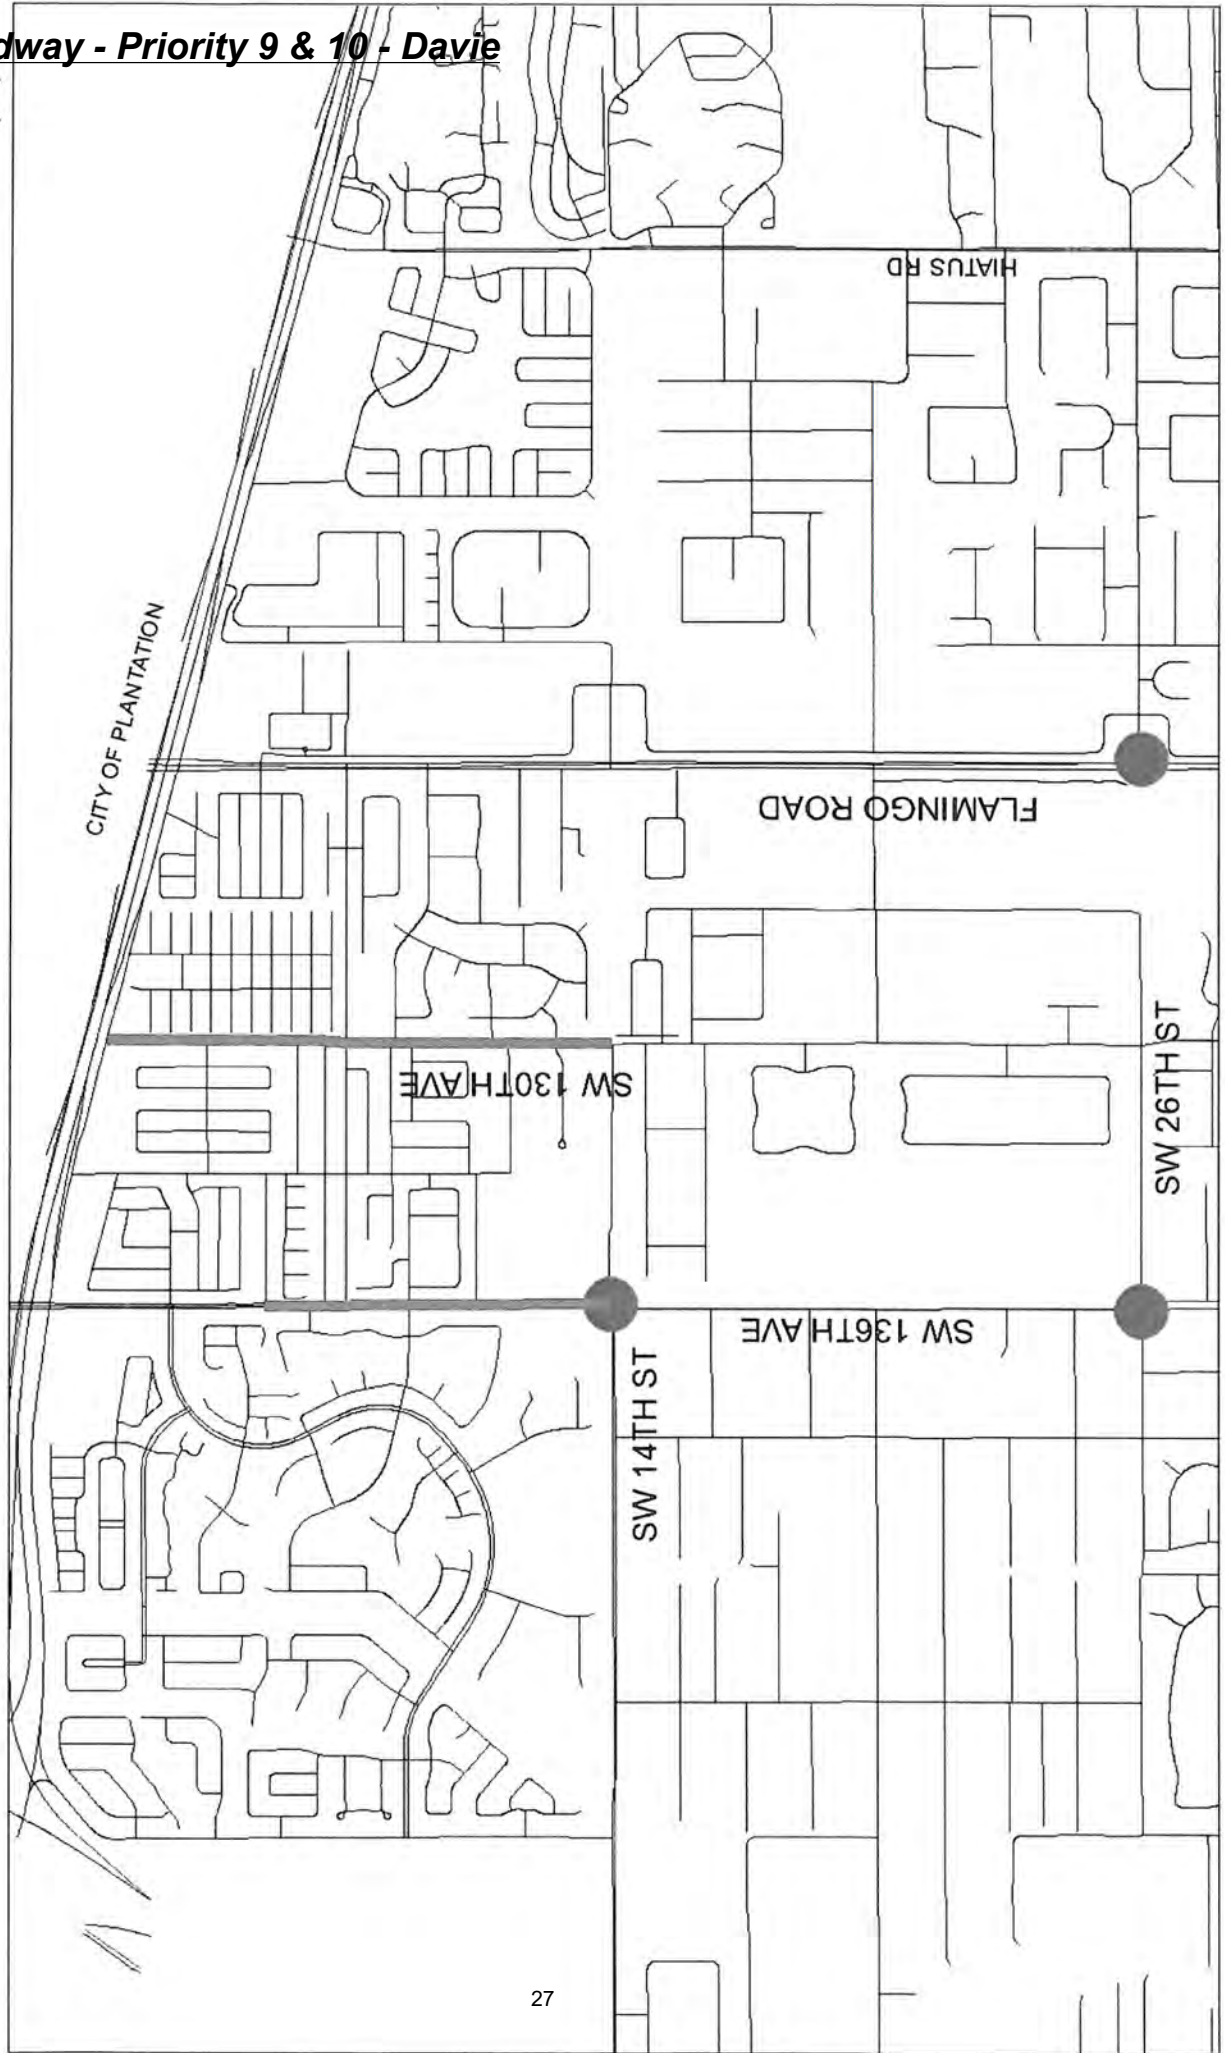 dway - Priority 9 & 10 - Davie
HIATUS RD
CITY OF PLANTATION
FLAMINGO ROAD
SW 26TH ST
SW 130TH AVE
SW 136TH AVE
SW 14TH ST
27